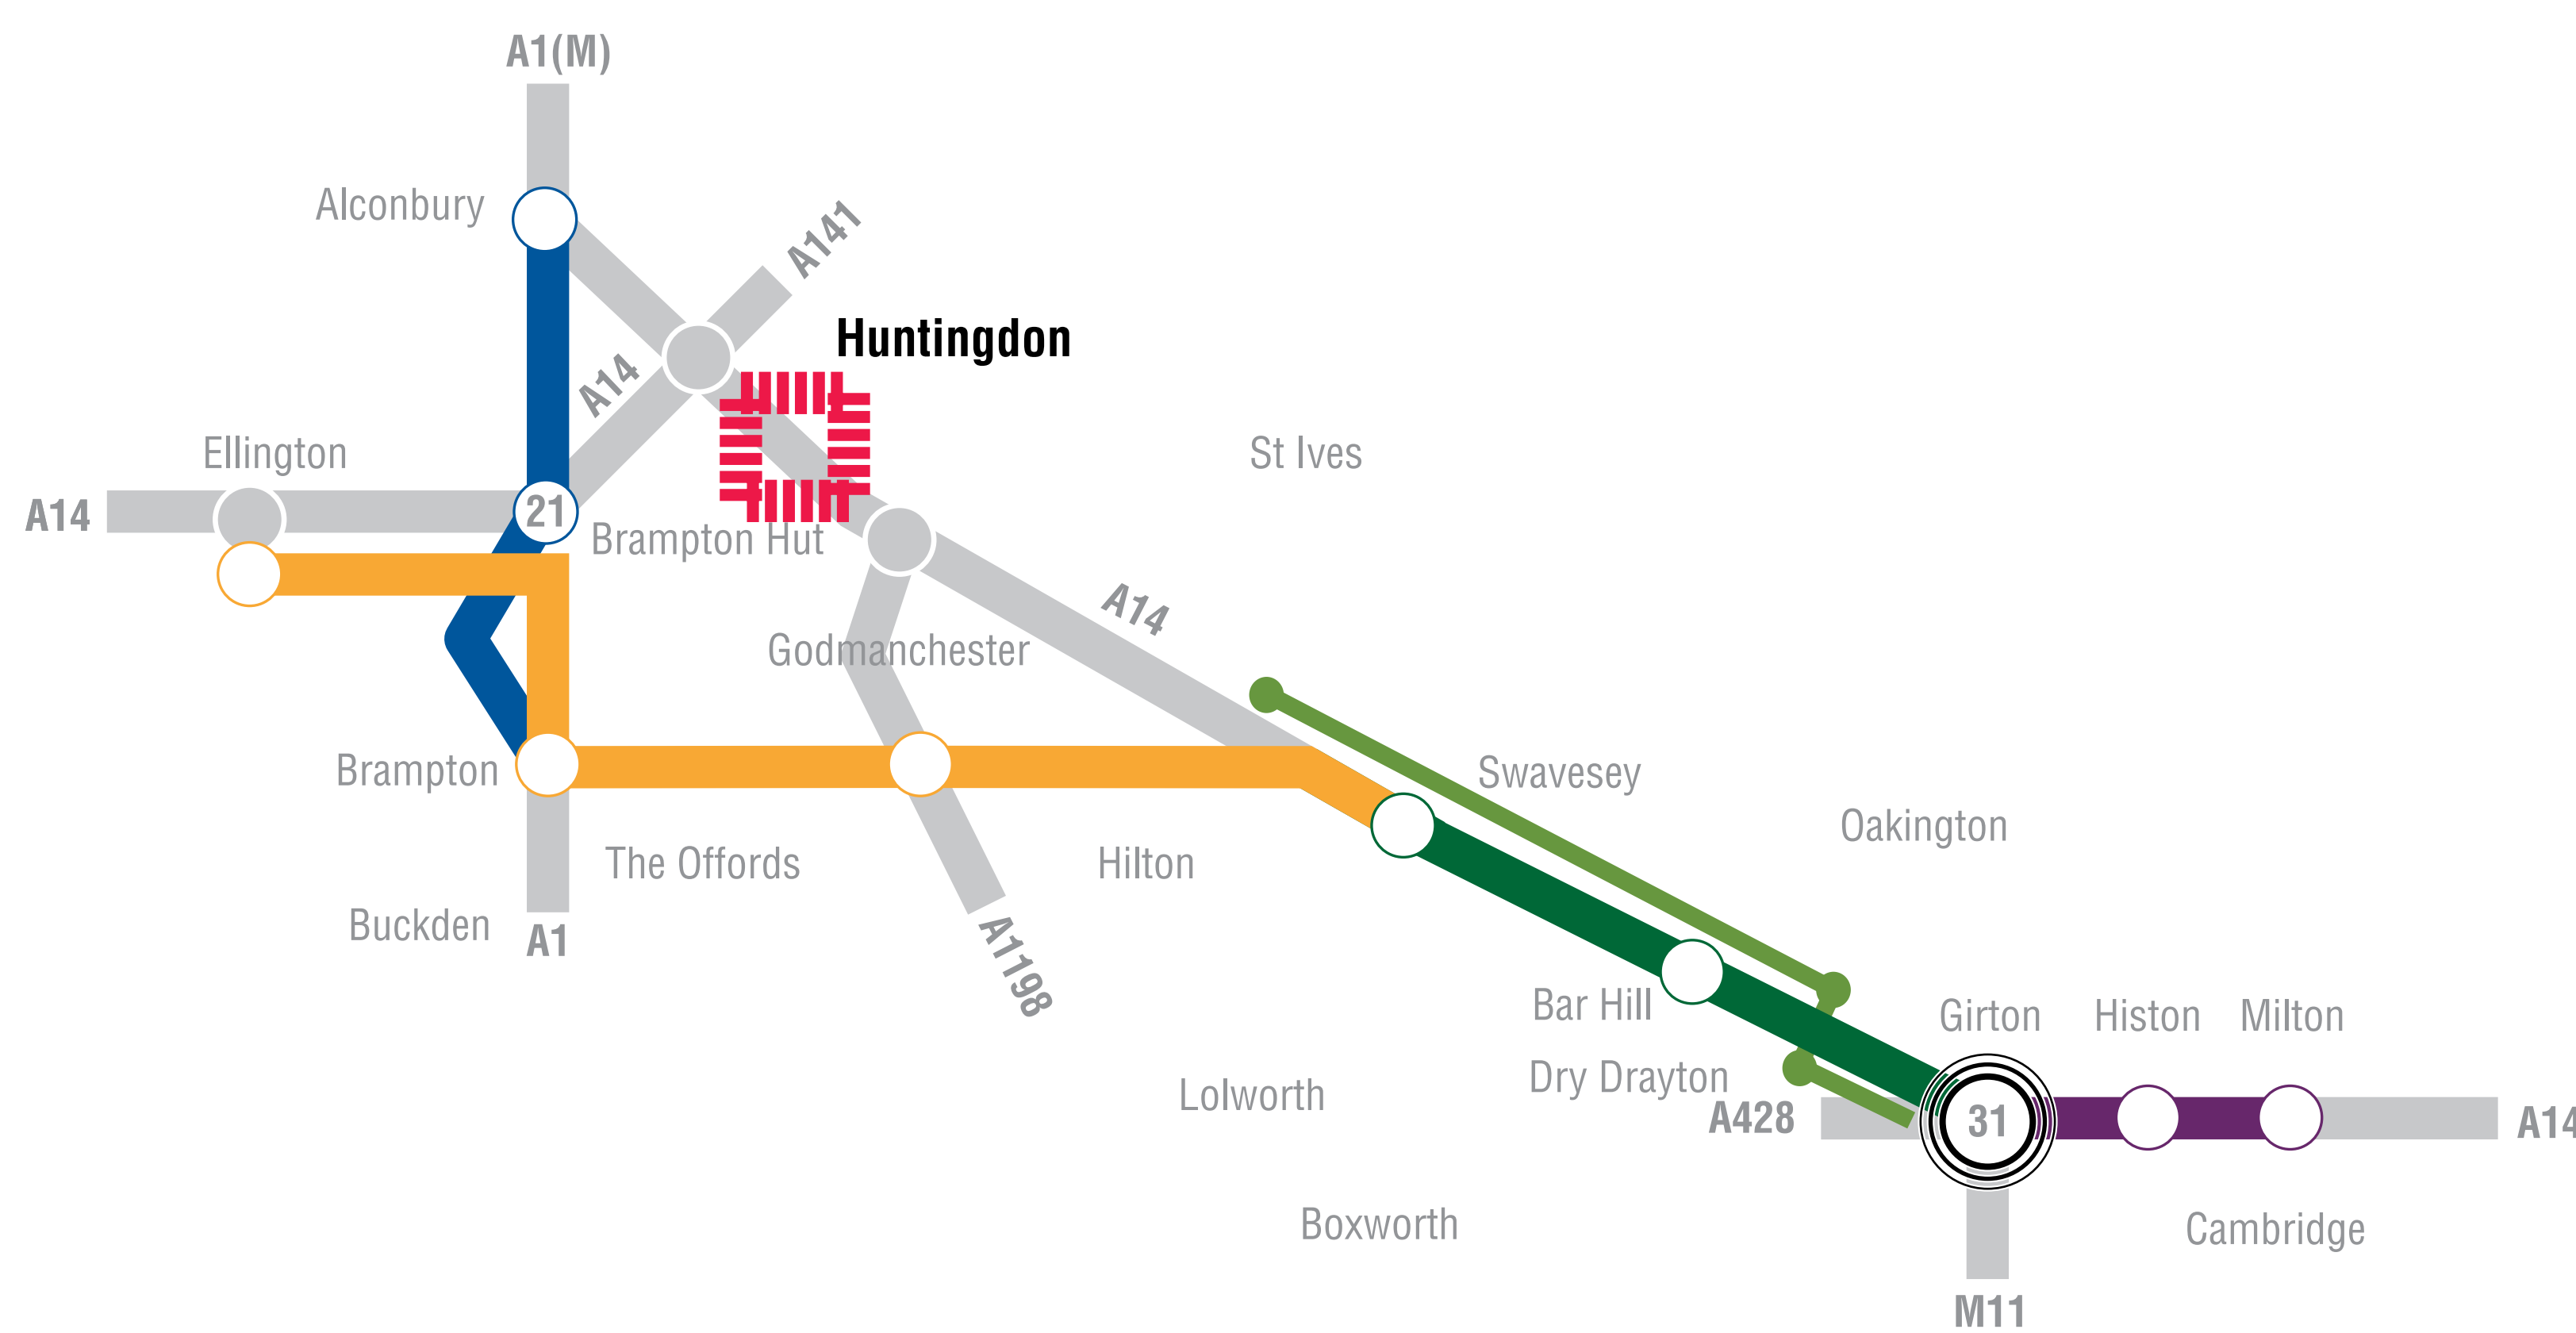 A1(M)
Alconbury
A141
Huntingdon
A14
Ellington
St Ives
A14
21
Brampton Hut
A14
Godmanchester
Brampton
Swavesey
Oakington
The Offords
Hilton
Buckden
A1
A1198
Bar Hill
Girton
Histon
Milton
Dry Drayton
Lolworth
A428
31
A14
Boxworth
Cambridge
M11